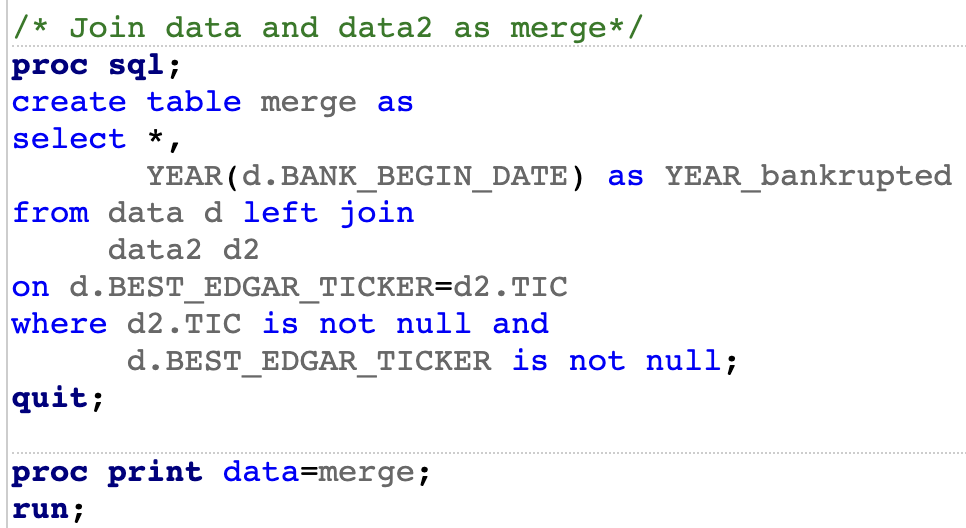 /* Join data and data2 as merge*/
proc sql;
create table merge as
select *,
       YEAR(d.BANK_BEGIN_DATE) as YEAR_bankrupted
from data d left join
     data2 d2
on d.BEST_EDGAR_TICKER=d2.TIC
where d2.TIC is not null and
      d.BEST_EDGAR_TICKER is not null;
quit;
proc print data=merge;
run;